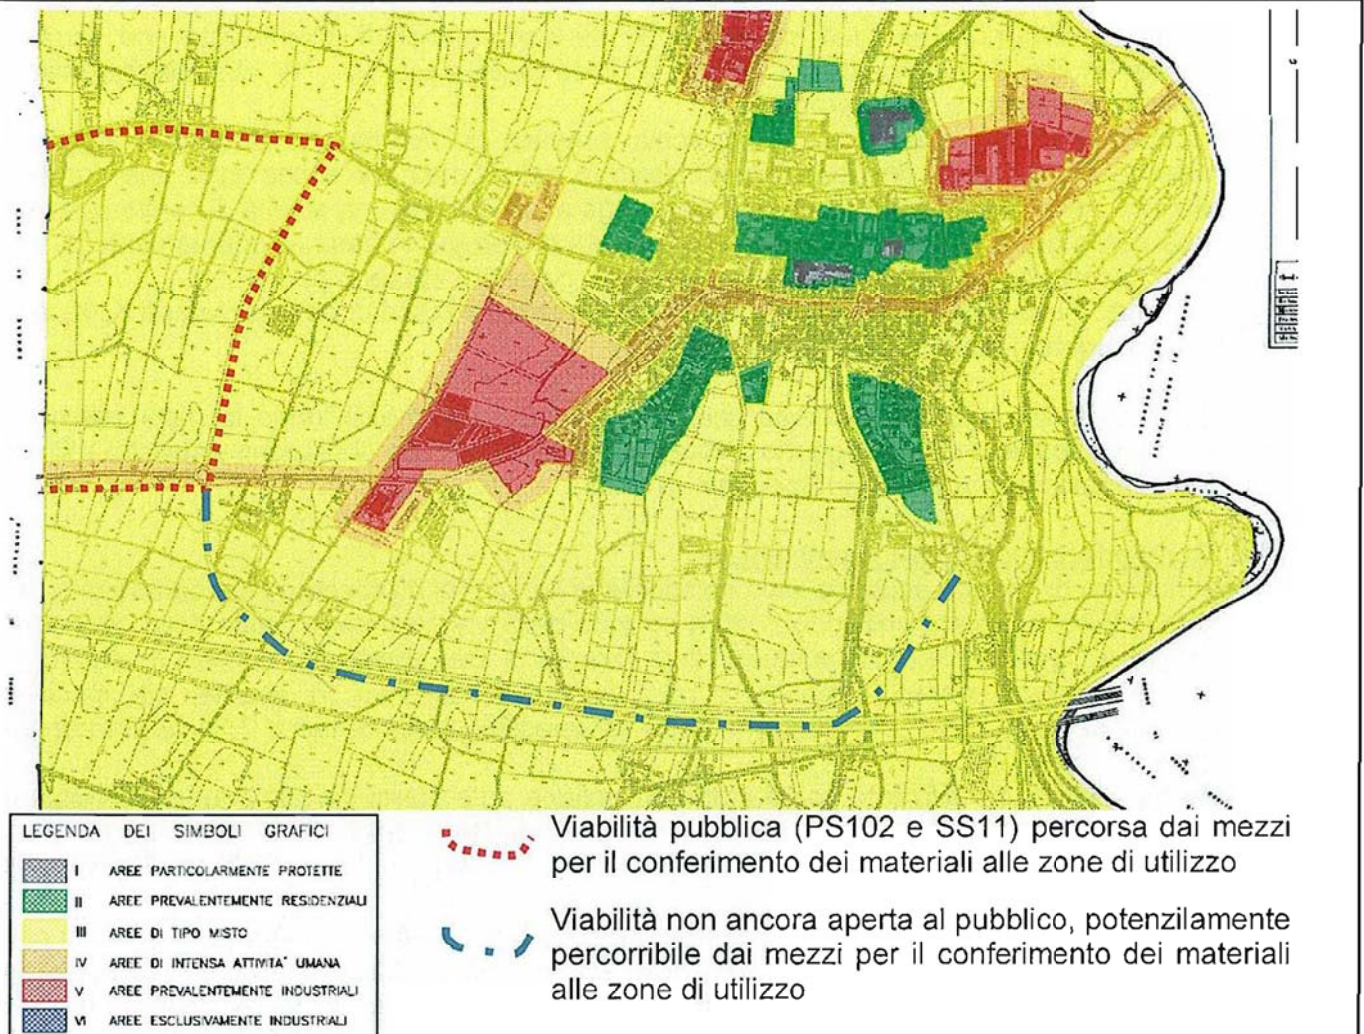 LEGENDA DEI SIMBOLI GRAFICI
I AREE PARTICOLARMENTE PROTETTE
II AREE PREVALENTEMENTE RESIDENZIALI
III AREE DI TIPO MISTO
IV AREE DI INTENSA ATTIVITA' UMANA
V AREE PREVALENTEMENTE INDUSTRIALI
VI AREE ESCLUSIVAMENTE INDUSTRIALI
Viabilità pubblica (PS102 e SS11) percorsa dai mezzi
per il conferimento dei materiali alle zone di utilizzo
Viabilità non ancora aperta al pubblico, potenzilamente
percorribile dai mezzi per il conferimento dei materiali
alle zone di utilizzo